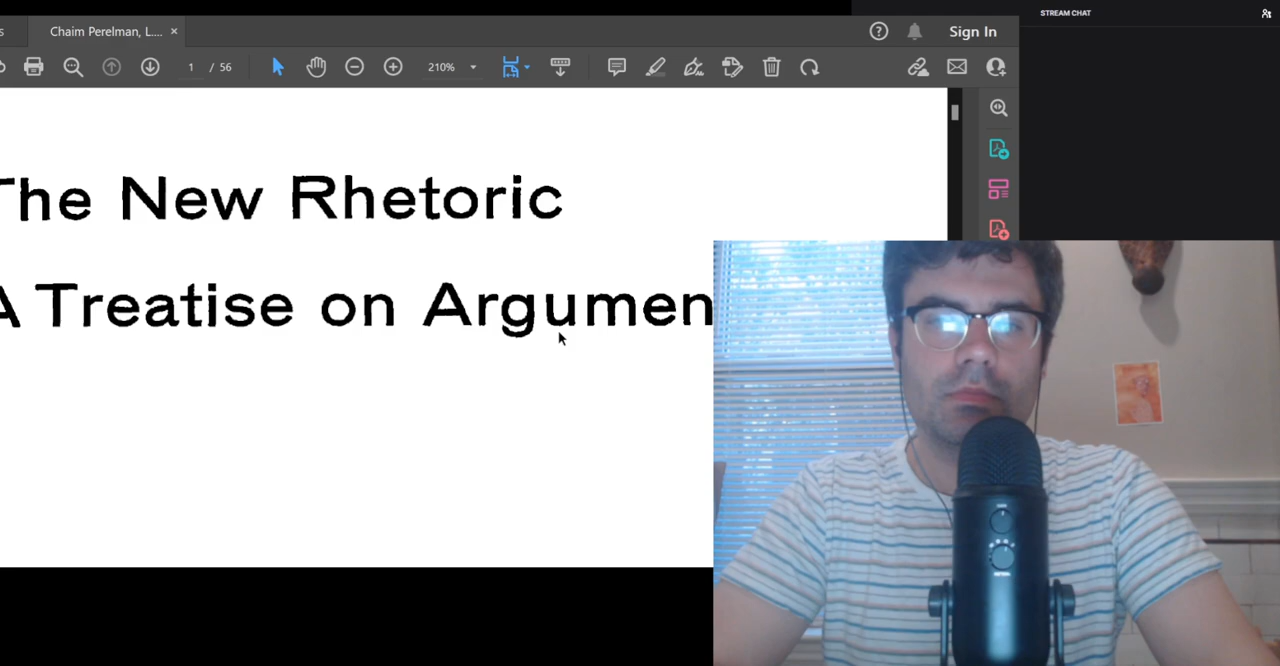 STREAM CHAT
s
Chaim Perelman, L.... ×
Sign In
1 / 56
210%
The New Rhetoric
A Treatise on Argumen